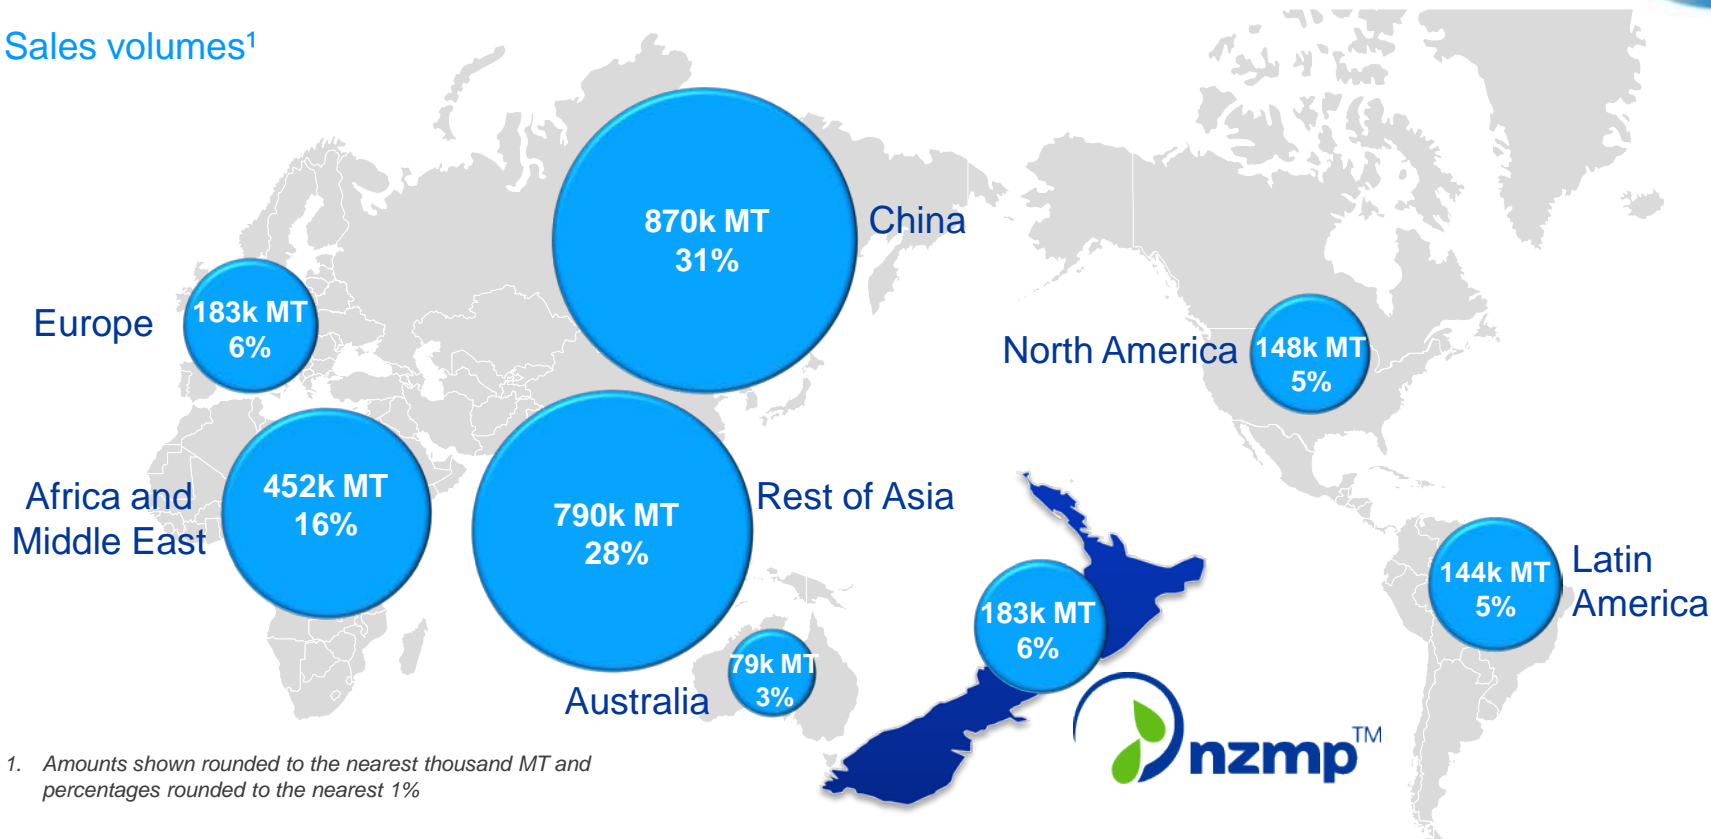 Sales volumes¹
870k MT
31%
China
183k MT
6%
Europe
North America
148k MT
5%
452k MT
16%
Africa and
Middle East
790k MT
28%
Rest of Asia
183k MT
6%
144k MT
5%
Latin
America
79k MT
3%
Australia
nzmp™
1. Amounts shown rounded to the nearest thousand MT and
percentages rounded to the nearest 1%